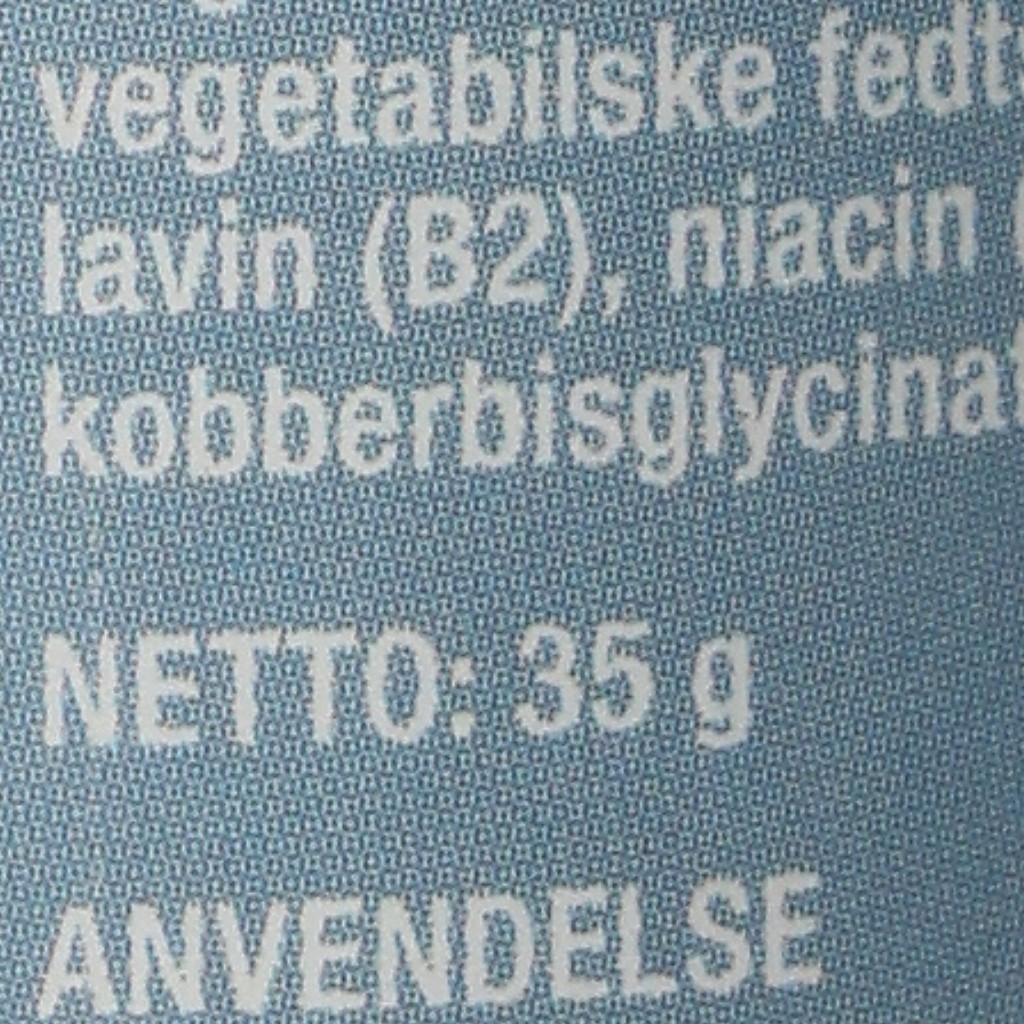 vegetabilske fedt
lavin (B2), niacin (
kobberbisglycinat
NETTO: 35 g
ANVENDELSE